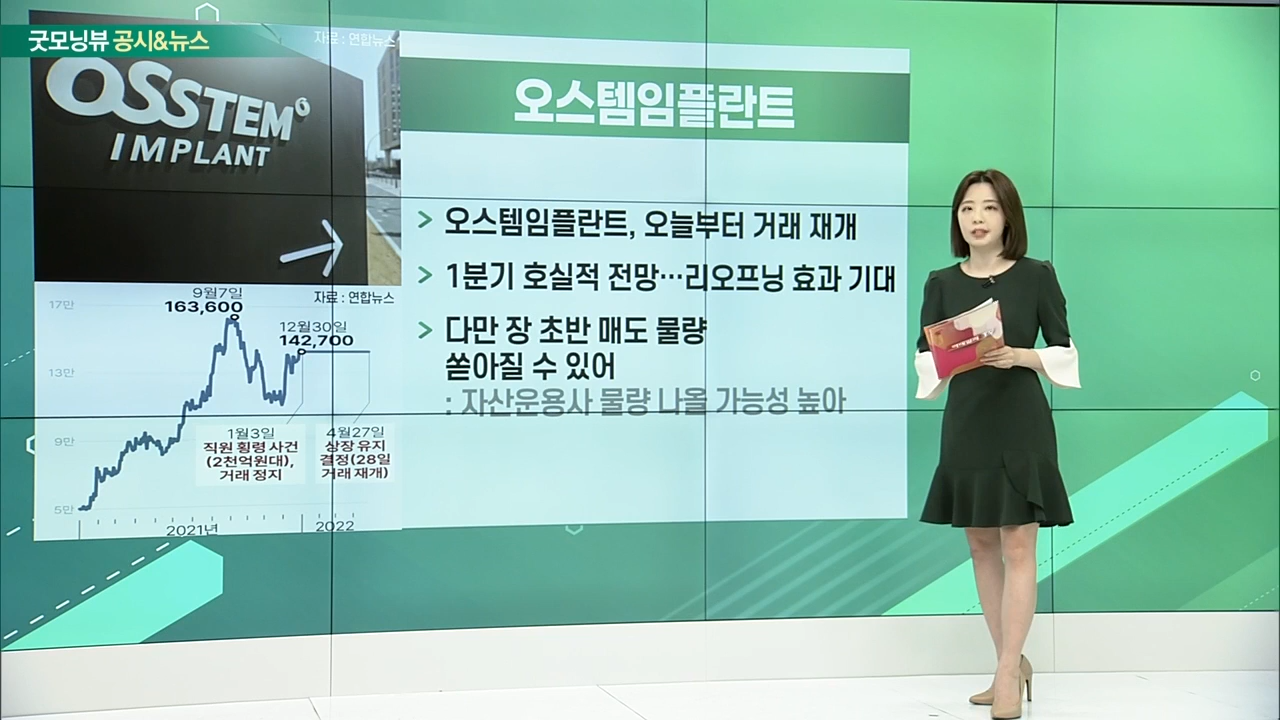 굿모닝뷰 공시&뉴스
자료 : 연합뉴스
OSSTEM
IMPLANT
오스템임플란트
오스템임플란트, 오늘부터 거래 재개
1분기 호실적 전망…리오프닝 효과 기대
다만 장 초반 매도 물량
쏟아질 수 있어
: 자산운용사 물량 나올 가능성 높아
자료 : 연합뉴스
17만
13만
9만
5만
9월7일
163,600
12월30일
142,700
1월3일
직원 횡령 사건
(2천억원대),
거래 정지
4월27일
상장 유지
결정(28일
거래 재개)
2021년
2022